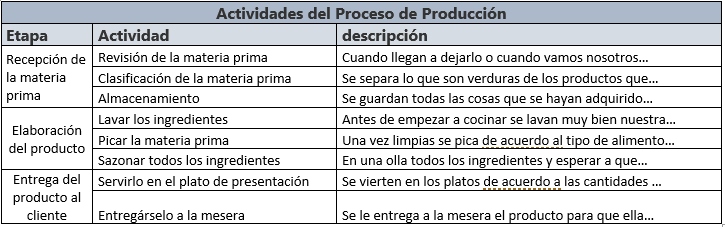 Actividades del Proceso de Producción
Etapa Actividad descripción
Recepción de la materia prima
Revisión de la materia prima Cuando llegan a dejarlo o cuando vamos nosotros...
Clasificación de la materia prima Se separa lo que son verduras de los productos que...
Almacenamiento Se guardan todas las cosas que se hayan adquirido...
Elaboración del producto
Lavar los ingredientes Antes de empezar a cocinar se lavan muy bien nuestra...
Picar la materia prima Una vez limpias se pica de acuerdo al tipo de alimento...
Sazonar todos los ingredientes En una olla todos los ingredientes y esperar a que...
Entrega del producto al cliente
Servirlo en el plato de presentación Se vierten en los platos de acuerdo a las cantidades ...
Entregárselo a la mesera Se le entrega a la mesera el producto para que ella...